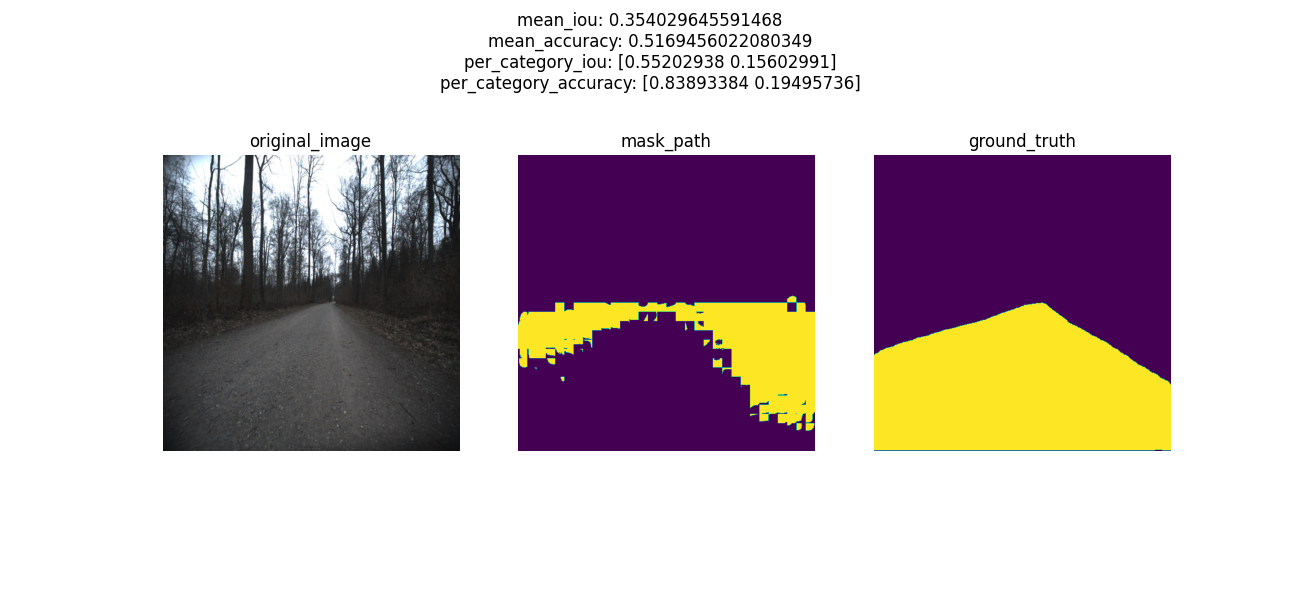 mean_iou: 0.354029645591468
mean_accuracy: 0.5169456022080349
per_category_iou: [0.55202938 0.15602991]
per_category_accuracy: [0.83893384 0.19495736]
original_image
mask_path
ground_truth